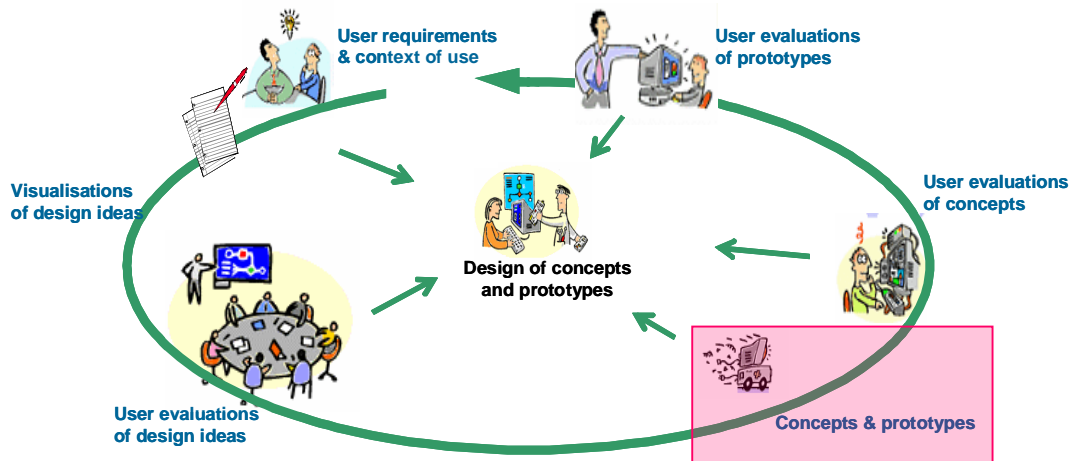 User requirements
& context of use
User evaluations
of prototypes
Visualisations
of design ideas
User evaluations
of concepts
Design of concepts
and prototypes
User evaluations
of design ideas
Concepts & prototypes